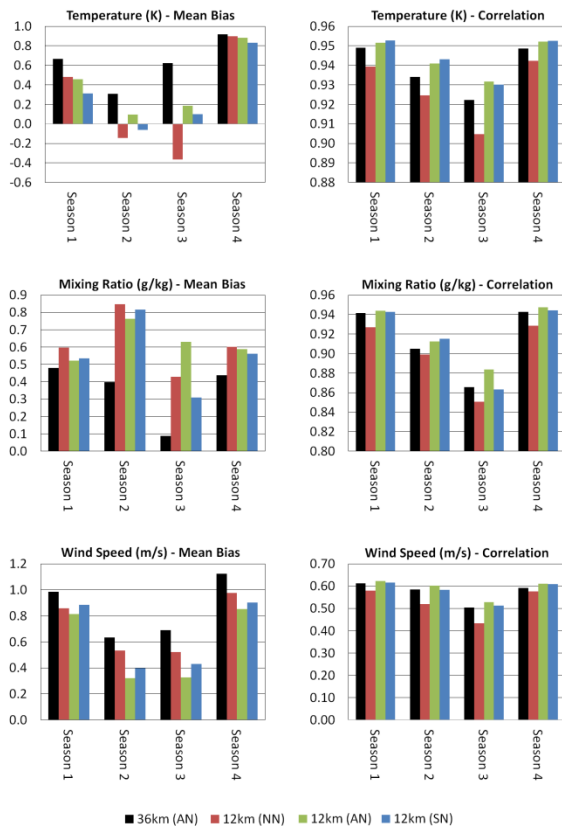 Temperature (K) - Mean Bias
1.0
0.8
0.6
0.4
0.2
0.0
-0.2
-0.4
-0.6
Season 1
Season 2
Season 3
Season 4
Temperature (K) - Correlation
0.96
0.95
0.94
0.93
0.92
0.91
0.90
0.89
0.88
Season 1
Season 2
Season 3
Season 4
Mixing Ratio (g/kg) - Mean Bias
0.9
0.8
0.7
0.6
0.5
0.4
0.3
0.2
0.1
0.0
Season 1
Season 2
Season 3
Season 4
Mixing Ratio (g/kg) - Correlation
0.96
0.94
0.92
0.90
0.88
0.86
0.84
0.82
0.80
Season 1
Season 2
Season 3
Season 4
Wind Speed (m/s) - Mean Bias
1.2
1.0
0.8
0.6
0.4
0.2
0.0
Season 1
Season 2
Season 3
Season 4
Wind Speed (m/s) - Correlation
0.70
0.60
0.50
0.40
0.30
0.20
0.10
0.00
Season 1
Season 2
Season 3
Season 4
36km (AN) 12km (NN) 12km (AN) 12km (SN)